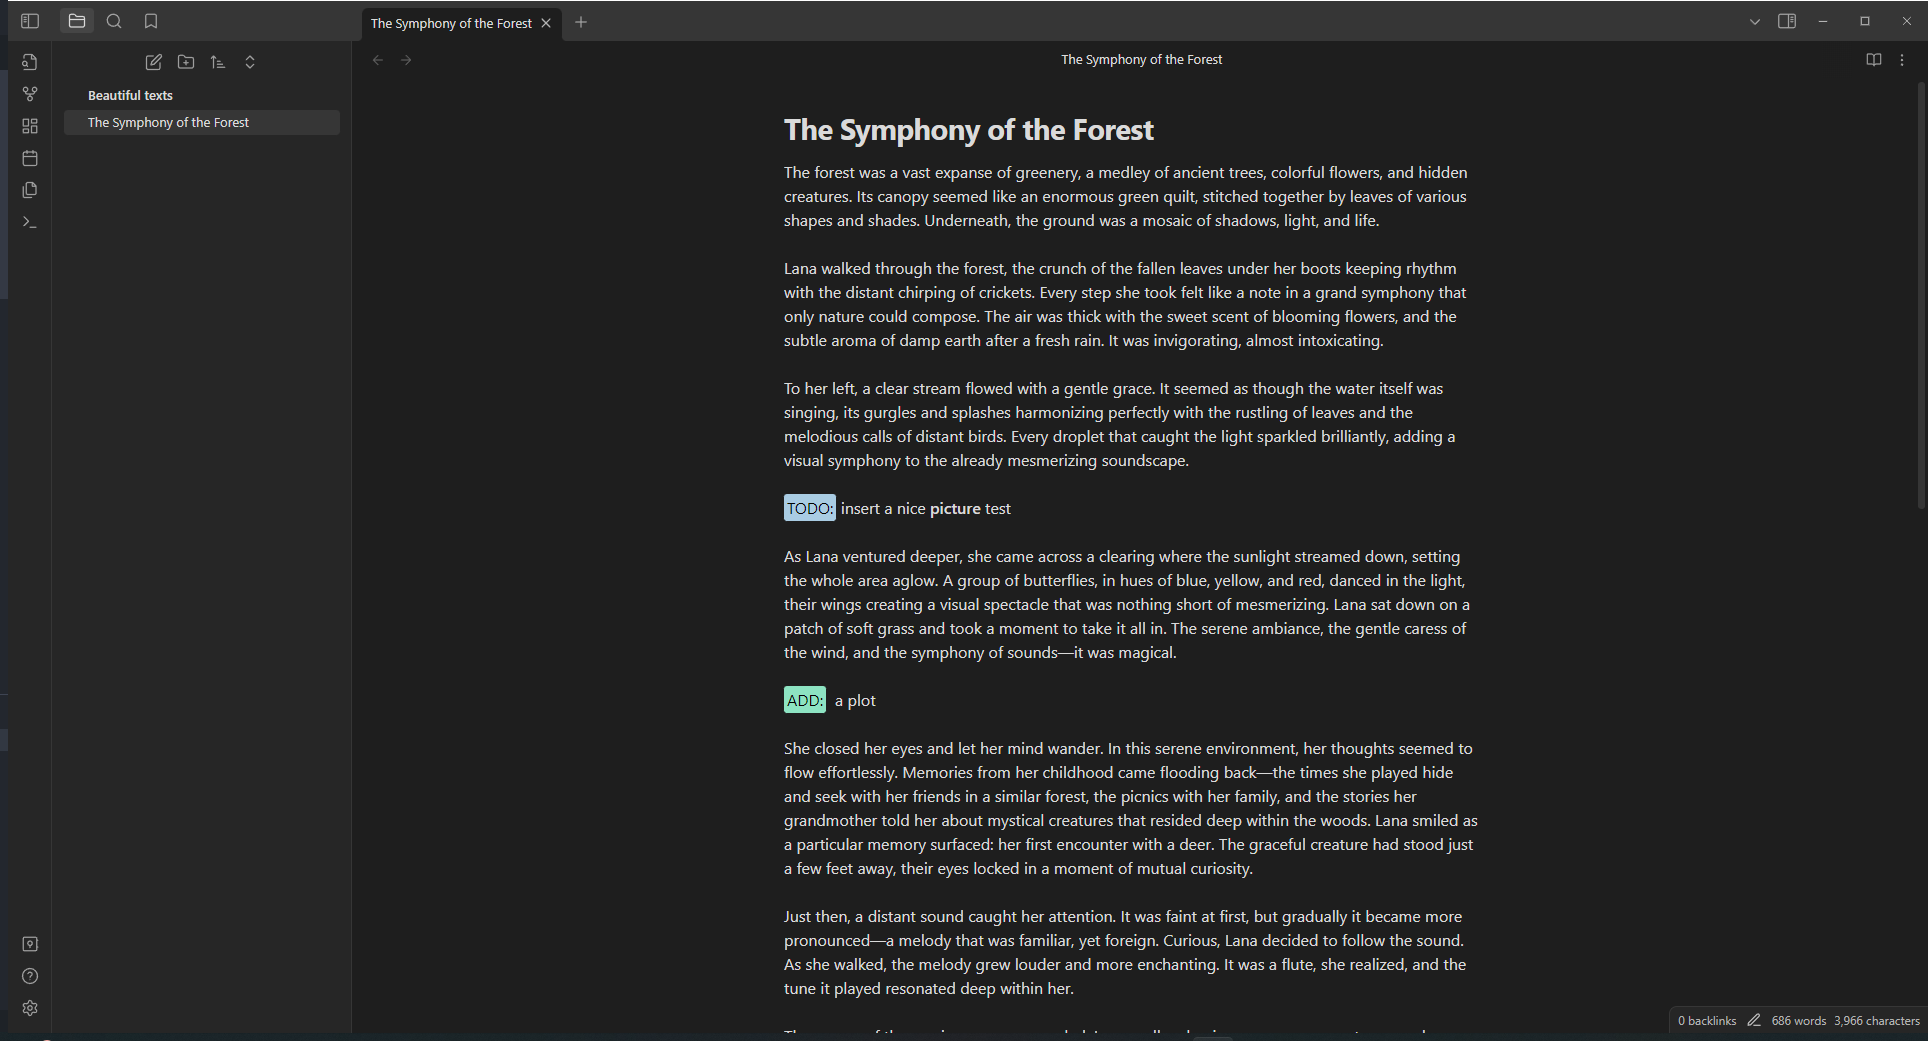 The Symphony of the Forest
Beautiful texts
The Symphony of the Forest
The Symphony of the Forest
The Symphony of the Forest
The forest was a vast expanse of greenery, a medley of ancient trees, colorful flowers, and hidden
creatures. Its canopy seemed like an enormous green quilt, stitched together by leaves of various
shapes and shades. Underneath, the ground was a mosaic of shadows, light, and life.
Lana walked through the forest, the crunch of the fallen leaves under her boots keeping rhythm
with the distant chirping of crickets. Every step she took felt like a note in a grand symphony that
only nature could compose. The air was thick with the sweet scent of blooming flowers, and the
subtle aroma of damp earth after a fresh rain. It was invigorating, almost intoxicating.
To her left, a clear stream flowed with a gentle grace. It seemed as though the water itself was
singing, its gurgles and splashes harmonizing perfectly with the rustling of leaves and the
melodious calls of distant birds. Every droplet that caught the light sparkled brilliantly, adding a
visual symphony to the already mesmerizing soundscape.
TODO: insert a nice picture test
As Lana ventured deeper, she came across a clearing where the sunlight streamed down, setting
the whole area aglow. A group of butterflies, in hues of blue, yellow, and red, danced in the light,
their wings creating a visual spectacle that was nothing short of mesmerizing. Lana sat down on a
patch of soft grass and took a moment to take it all in. The serene ambiance, the gentle caress of
the wind, and the symphony of sounds—it was magical.
ADD: a plot
She closed her eyes and let her mind wander. In this serene environment, her thoughts seemed to
flow effortlessly. Memories from her childhood came flooding back—the times she played hide
and seek with her friends in a similar forest, the picnics with her family, and the stories her
grandmother told her about mystical creatures that resided deep within the woods. Lana smiled as
a particular memory surfaced: her first encounter with a deer. The graceful creature had stood just
a few feet away, their eyes locked in a moment of mutual curiosity.
Just then, a distant sound caught her attention. It was faint at first, but gradually it became more
pronounced—a melody that was familiar, yet foreign. Curious, Lana decided to follow the sound.
As she walked, the melody grew louder and more enchanting. It was a flute, she realized, and the
tune it played resonated deep within her.
0 backlinks 686 words 3,966 characters